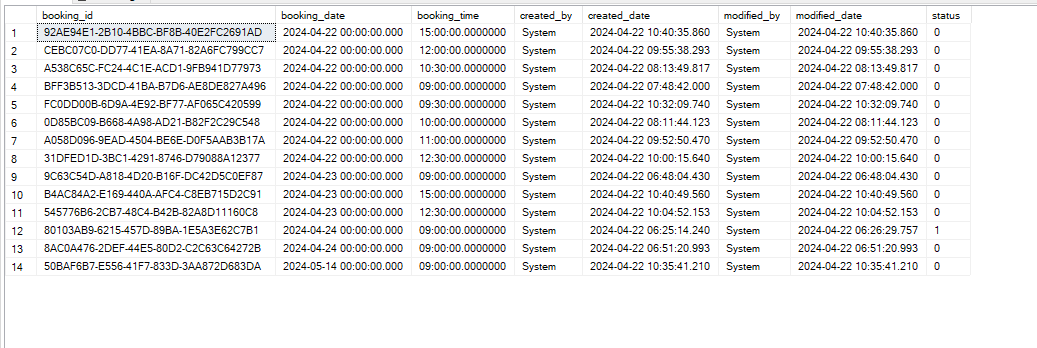 booking_id booking_date booking_time created_by created_date modified_by modified_date status
1 92AE94E1-2B10-4BBC-BF8B-40E2FC2691AD 2024-04-22 00:00:00.000 15:00:00.0000000 System 2024-04-22 10:40:35.860 System 2024-04-22 10:40:35.860 0
2 CEBC07C0-DD77-41EA-8A71-82A6FC799CC7 2024-04-22 00:00:00.000 12:00:00.0000000 System 2024-04-22 09:55:38.293 System 2024-04-22 09:55:38.293 0
3 A538C65C-FC24-4C1E-ACD1-9FB941D77973 2024-04-22 00:00:00.000 10:30:00.0000000 System 2024-04-22 08:13:49.817 System 2024-04-22 08:13:49.817 0
4 BFF3B513-3DCD-41BA-B7D6-AE8DE827A496 2024-04-22 00:00:00.000 09:00:00.0000000 System 2024-04-22 07:48:42.000 System 2024-04-22 07:48:42.000 0
5 FC0DD00B-6D9A-4E92-BF77-AF065C420599 2024-04-22 00:00:00.000 09:30:00.0000000 System 2024-04-22 10:32:09.740 System 2024-04-22 10:32:09.740 0
6 0D85BC09-B668-4A98-AD21-B82F2C29C548 2024-04-22 00:00:00.000 10:00:00.0000000 System 2024-04-22 08:11:44.123 System 2024-04-22 08:11:44.123 0
7 A058D096-9EAD-4504-BE6E-D0F5AAB3B17A 2024-04-22 00:00:00.000 11:00:00.0000000 System 2024-04-22 09:52:50.470 System 2024-04-22 09:52:50.470 0
8 31DFED1D-3BC1-4291-8746-D79088A12377 2024-04-22 00:00:00.000 12:30:00.0000000 System 2024-04-22 10:00:15.640 System 2024-04-22 10:00:15.640 0
9 9C63C54D-A818-4D20-B16F-DC42D5C0EF87 2024-04-23 00:00:00.000 09:00:00.0000000 System 2024-04-22 06:48:04.430 System 2024-04-22 06:48:04.430 0
10 B4AC84A2-E169-440A-AFC4-C8EB715D2C91 2024-04-23 00:00:00.000 15:00:00.0000000 System 2024-04-22 10:40:49.560 System 2024-04-22 10:40:49.560 0
11 545776B6-2CB7-48C4-B42B-82A8D11160C8 2024-04-23 00:00:00.000 12:30:00.0000000 System 2024-04-22 10:04:52.153 System 2024-04-22 10:04:52.153 0
12 80103AB9-6215-457D-89BA-1E5A3E62C7B1 2024-04-24 00:00:00.000 09:00:00.0000000 System 2024-04-22 06:25:14.240 System 2024-04-22 06:26:29.757 1
13 8AC0A476-2DEF-44E5-80D2-C2C63C64272B 2024-04-24 00:00:00.000 09:00:00.0000000 System 2024-04-22 06:51:20.993 System 2024-04-22 06:51:20.993 0
14 50BAF6B7-E556-41F7-833D-3AA872D683DA 2024-05-14 00:00:00.000 09:00:00.0000000 System 2024-04-22 10:35:41.210 System 2024-04-22 10:35:41.210 0